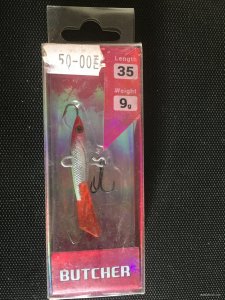 50-00
Length
35
Weight
9g
BUTCHER